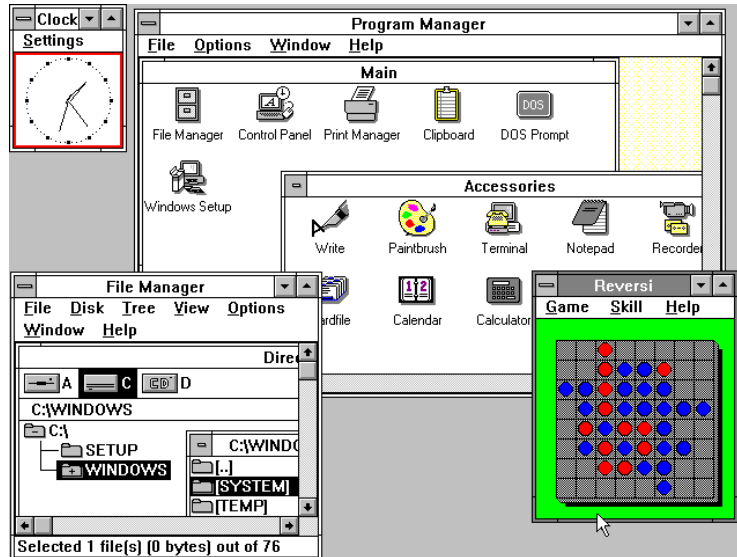 Clock
Settings
Program Manager
File Options Window Help
Main
File Manager Control Panel Print Manager Clipboard DOS Prompt
DOS
Windows Setup
Accessories
Write Paintbrush Terminal Notepad Recorder
ardfile Calendar Calculator
12
File Manager
File Disk Tree View Options
Window Help
Direc
A C CD D
C:\WINDOWS
C:\
SETUP
WINDOWS
C:\WINDO
[..]
[SYSTEM]
[TEMP]
Selected 1 file(s) (0 bytes) out of 76
Reversi
Game Skill Help